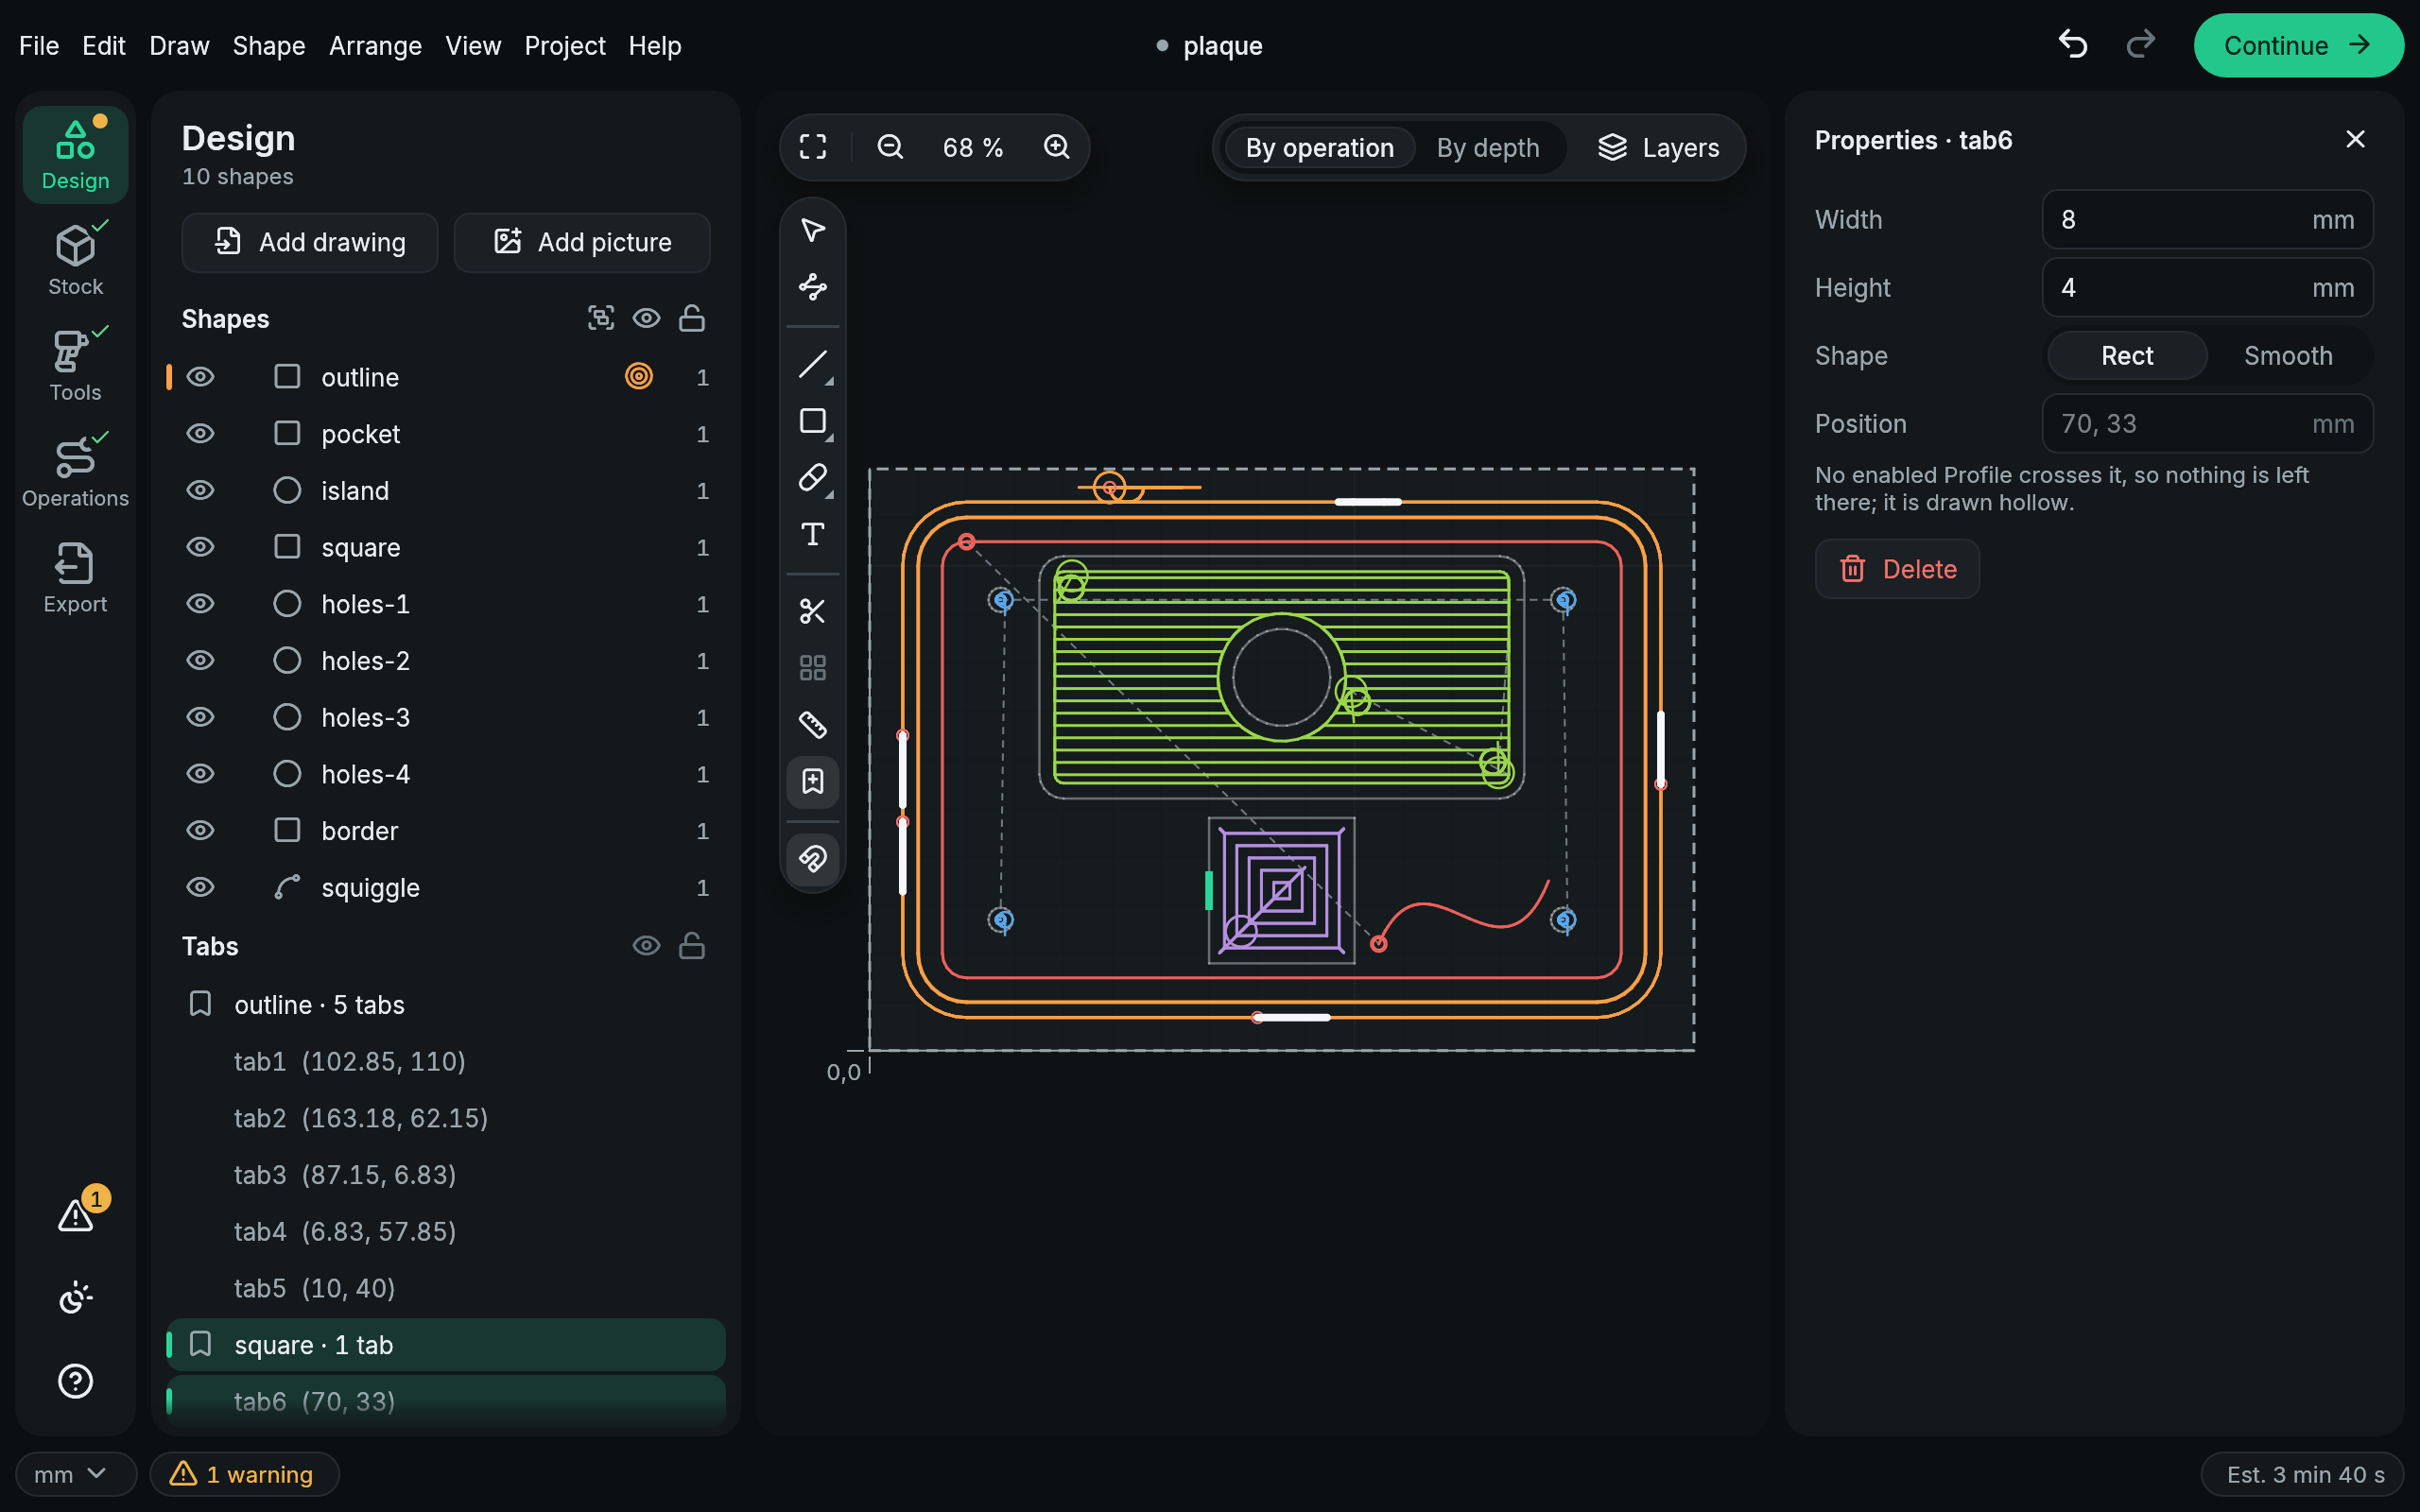 File Edit Draw Shape Arrange View Project Help
plaque
Continue
Design
Stock
Tools
Operations
Export
1
Design
10 shapes
Add drawing
Add picture
Shapes
outline 1
pocket 1
island 1
square 1
holes-1 1
holes-2 1
holes-3 1
holes-4 1
border 1
squiggle 1
Tabs
outline · 5 tabs
tab1 (102.85, 110)
tab2 (163.18, 62.15)
tab3 (87.15, 6.83)
tab4 (6.83, 57.85)
tab5 (10, 40)
square · 1 tab
tab6 (70, 33)
68 %
By operation
By depth
Layers
0,0
Properties · tab6
Width 8 mm
Height 4 mm
Shape Rect Smooth
Position 70, 33 mm
No enabled Profile crosses it, so nothing is left
there; it is drawn hollow.
Delete
mm
1 warning
Est. 3 min 40 s